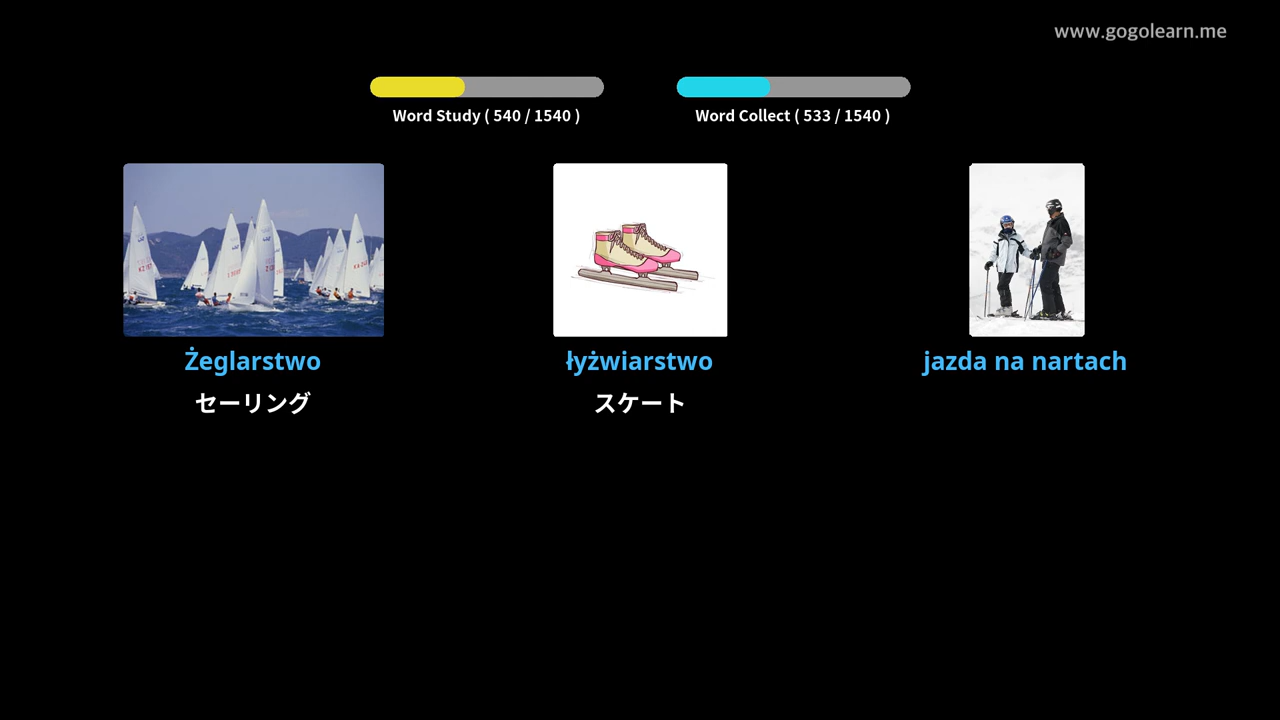 www.gogolearn.me
Word Study ( 540 / 1540 )
Word Collect ( 533 / 1540 )
Żeglarstwo
łyżwiarstwo
jazda na nartach
セーリング
スケート